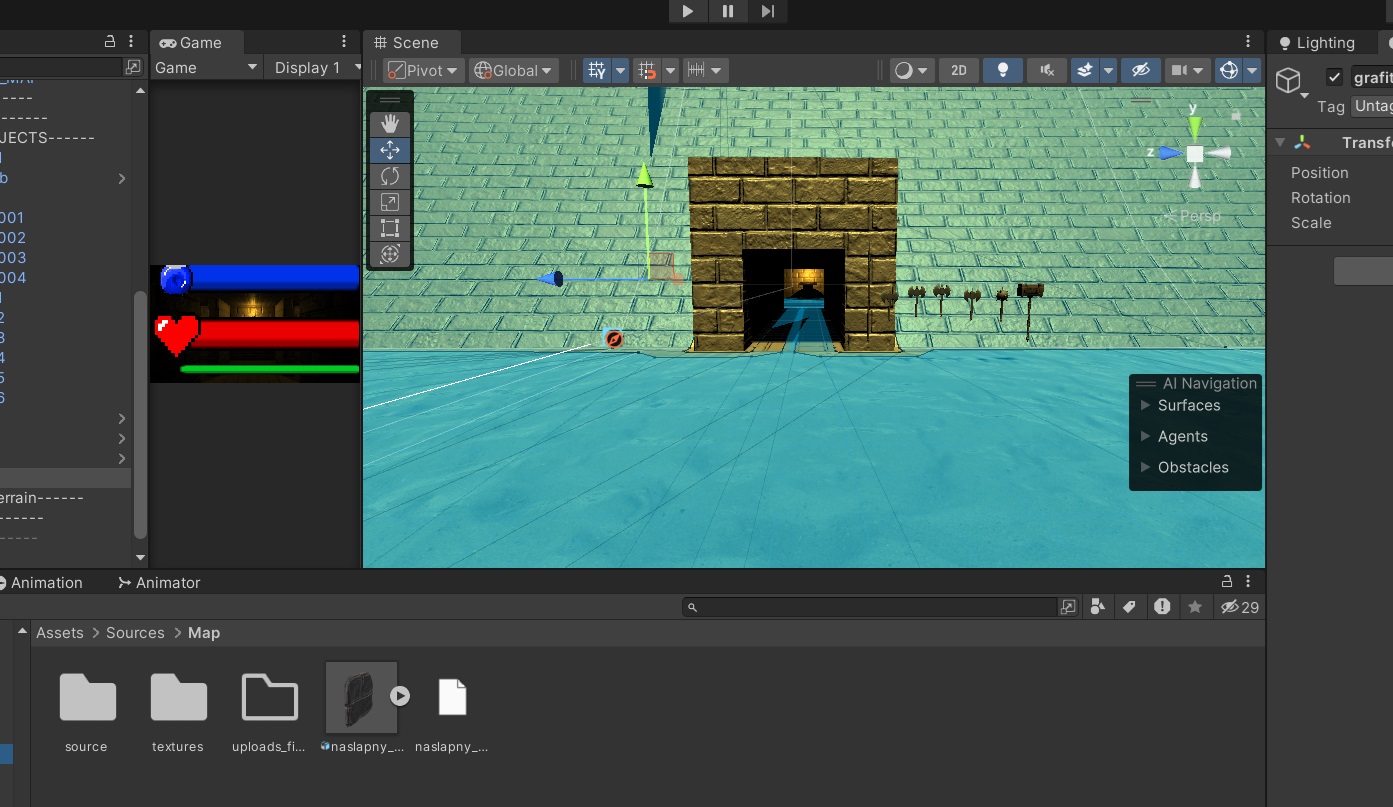 Game
Scene
Lighting
Game
Display 1
Pivot
Global
2D
grafit
Tag
Untag
------
JECTS------
b
001
002
003
004
2
3
4
5
6
errain------
------
-----
y
z
Persp
Transfo
Position
Rotation
Scale
AI Navigation
Surfaces
Agents
Obstacles
Animation
Animator
29
Assets > Sources > Map
source
textures
uploads_fi...
naslapny_...
naslapny_...